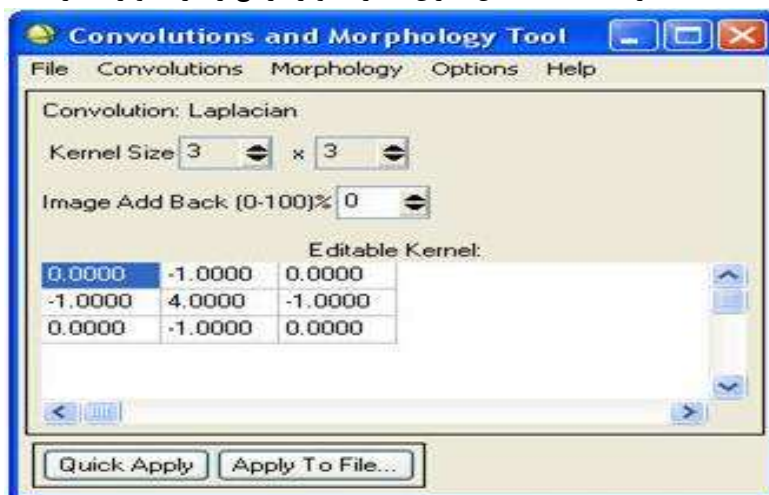 Convolutions and Morphology Tool
File Convolutions Morphology Options Help
Convolution: Laplacian
Kernel Size 3 x 3
Image Add Back (0-100)% 0
Editable Kernel:
0.0000 -1.0000 0.0000
-1.0000 4.0000 -1.0000
0.0000 -1.0000 0.0000
Quick Apply Apply To File...